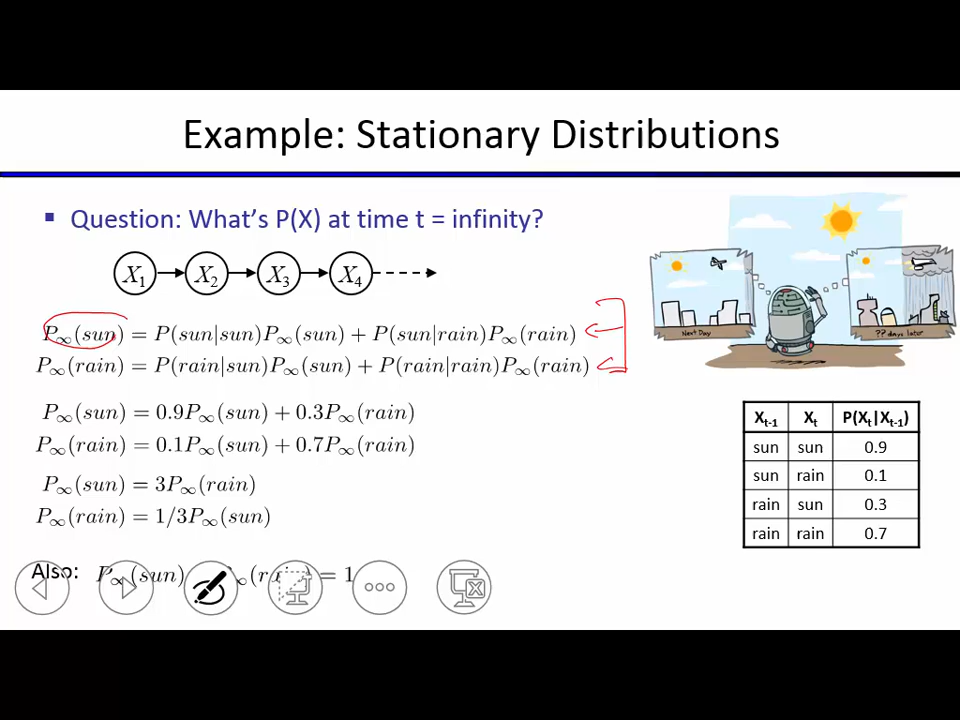 Example: Stationary Distributions
▪ Question: What's P(X) at time t = infinity?
X₁ X₂ X₃ X₄
P∞(sun) = P(sun|sun)P∞(sun) + P(sun|rain)P∞(rain)
P∞(rain) = P(rain|sun)P∞(sun) + P(rain|rain)P∞(rain)
P∞(sun) = 0.9P∞(sun) + 0.3P∞(rain)
P∞(rain) = 0.1P∞(sun) + 0.7P∞(rain)
P∞(sun) = 3P∞(rain)
P∞(rain) = 1/3P∞(sun)
Also: P∞(sun) P∞(rain) = 1
Next Day
?? days later
Xt-1 Xt P(Xt|Xt-1)
sun sun 0.9
sun rain 0.1
rain sun 0.3
rain rain 0.7